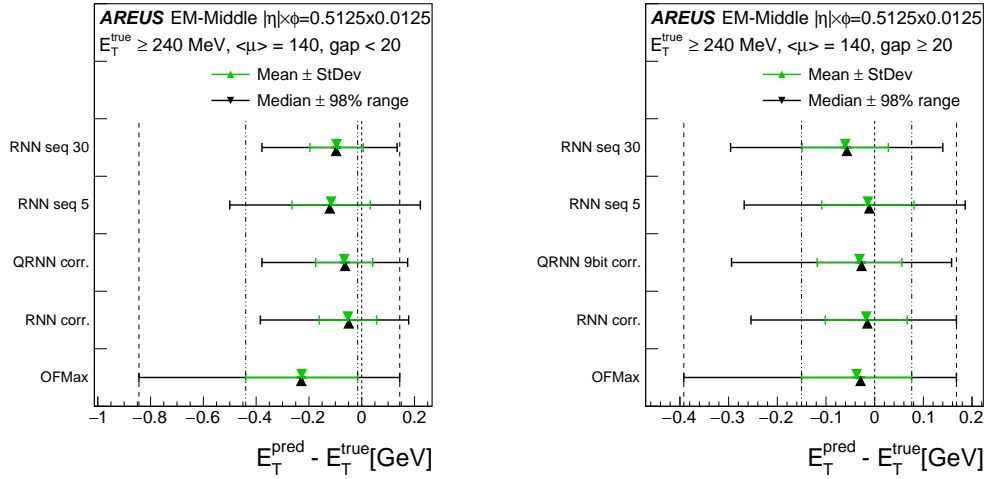 AREUS EM-Middle |η|×ϕ=0.5125x0.0125
E_T^true ≥ 240 MeV, <μ> = 140, gap < 20
Mean ± StDev
Median ± 98% range
RNN seq 30
RNN seq 5
QRNN corr.
RNN corr.
OFMax
−1 −0.8 −0.6 −0.4 −0.2 0 0.2
E_T^pred - E_T^true[GeV]
AREUS EM-Middle |η|×ϕ=0.5125x0.0125
E_T^true ≥ 240 MeV, <μ> = 140, gap ≥ 20
Mean ± StDev
Median ± 98% range
RNN seq 30
RNN seq 5
QRNN 9bit corr.
RNN corr.
OFMax
−0.4 −0.3 −0.2 −0.1 0 0.1 0.2
E_T^pred - E_T^true[GeV]